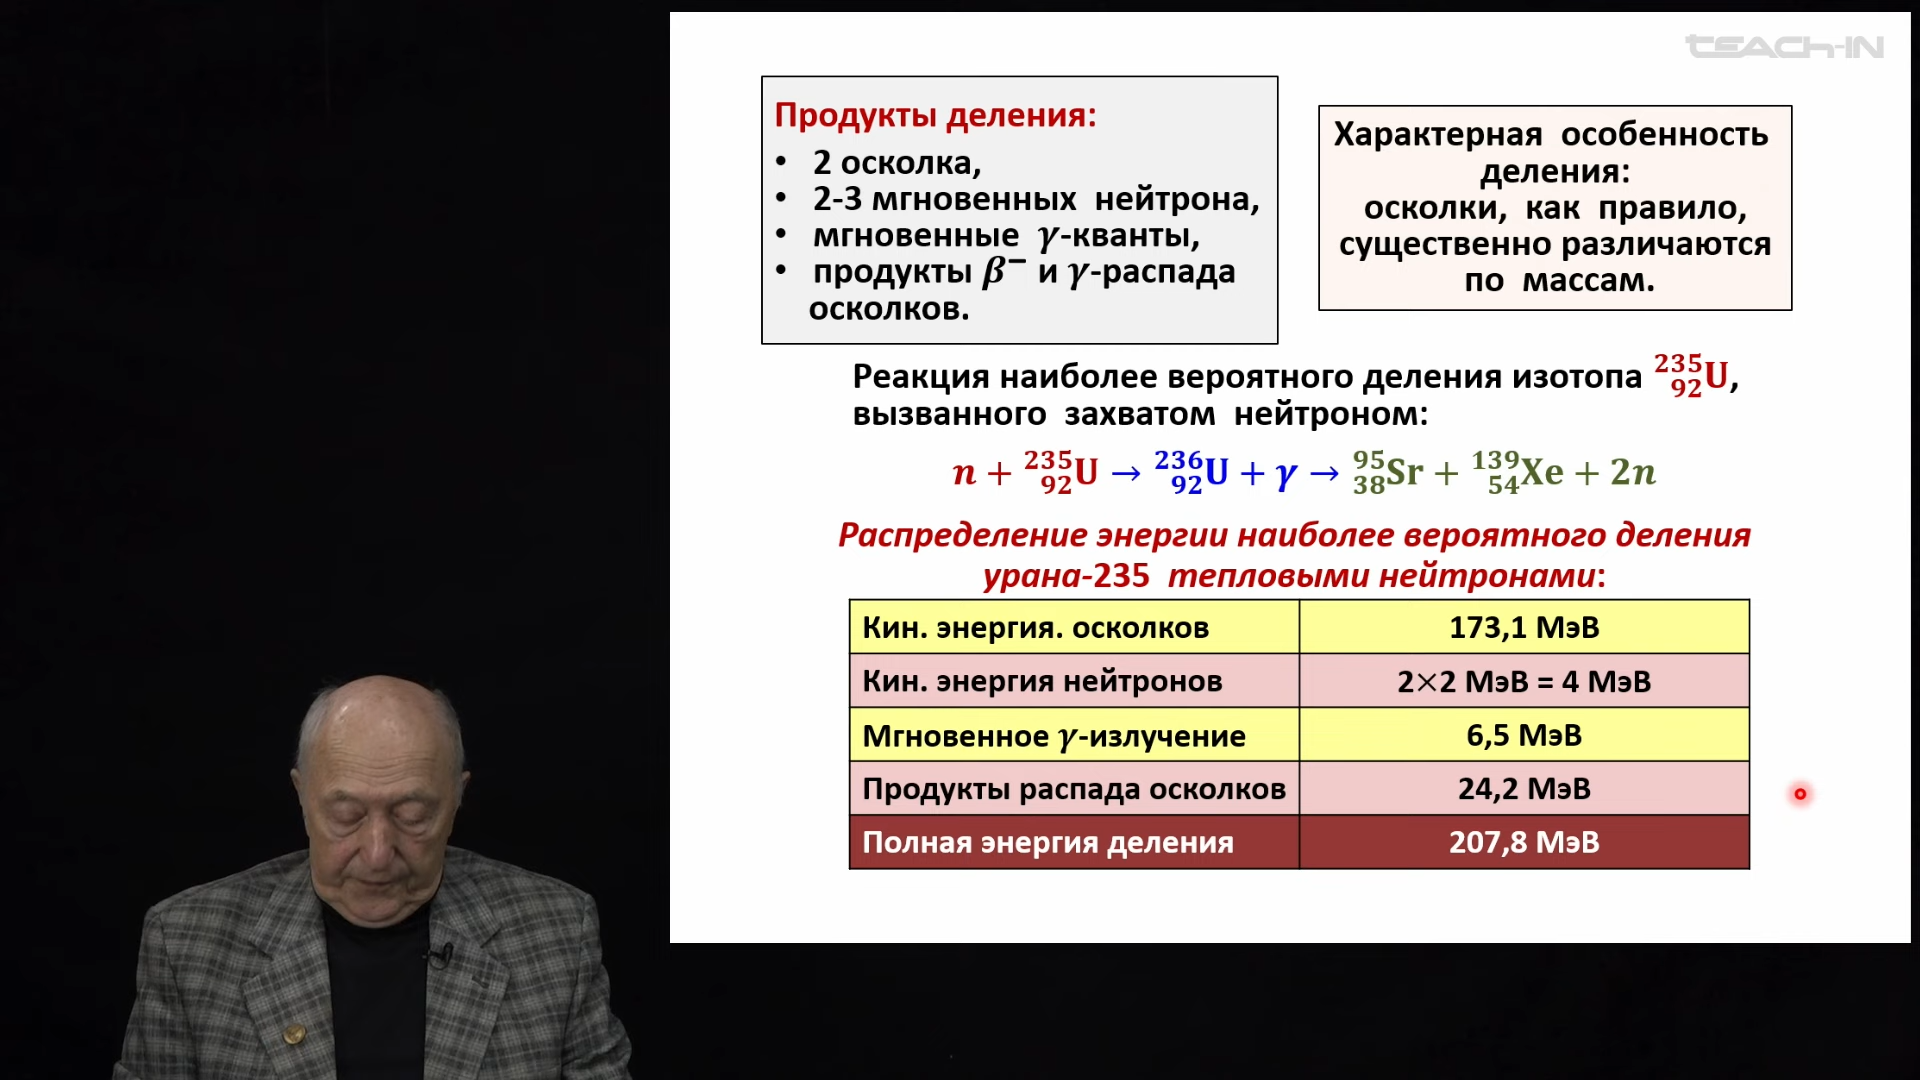 TEACH-IN
Продукты деления:
• 2 осколка,
• 2-3 мгновенных нейтрона,
• мгновенные γ-кванты,
• продукты β⁻ и γ-распада
осколков.
Характерная особенность
деления:
осколки, как правило,
существенно различаются
по массам.
Реакция наиболее вероятного деления изотопа ²³⁵₉₂U,
вызванного захватом нейтроном:
n + ²³⁵₉₂U → ²³⁶₉₂U + γ → ⁹⁵₃₈Sr + ¹³⁹₅₄Xe + 2n
Распределение энергии наиболее вероятного деления
урана-235 тепловыми нейтронами:
Кин. энергия. осколков 173,1 МэВ
Кин. энергия нейтронов 2×2 МэВ = 4 МэВ
Мгновенное γ-излучение 6,5 МэВ
Продукты распада осколков 24,2 МэВ
Полная энергия деления 207,8 МэВ